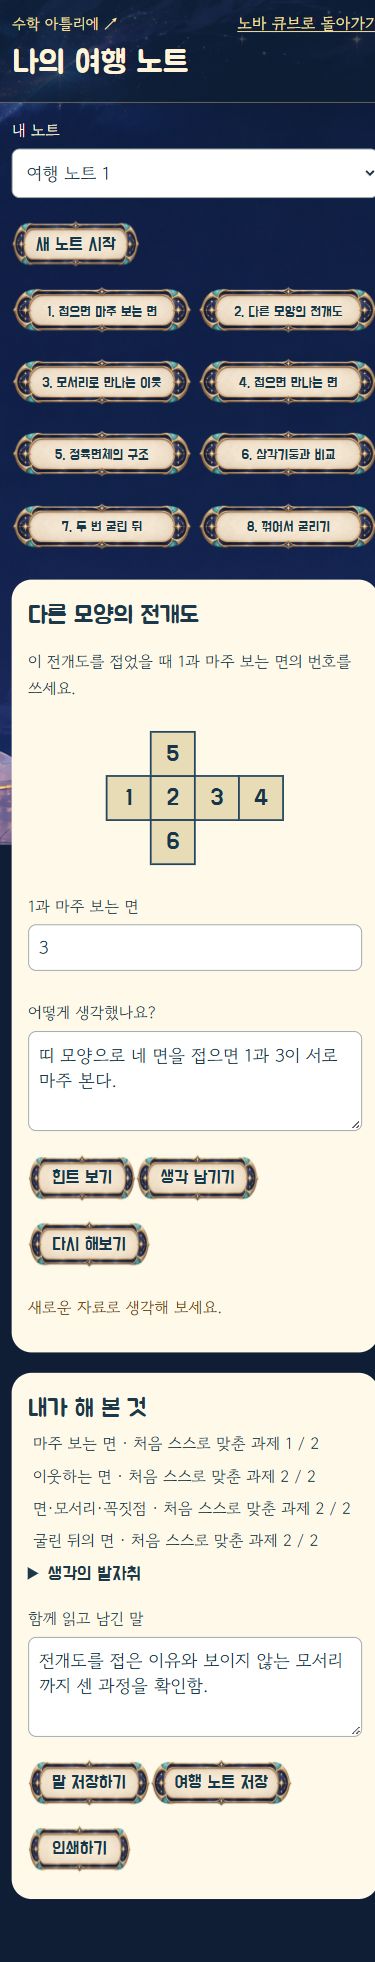 수학 아틀리에 ↗
노바 큐브로 돌아가기
나의 여행 노트
내 노트
여행 노트 1
새 노트 시작
1. 접으면 마주 보는 면
2. 다른 모양의 전개도
3. 모서리로 만나는 이웃
4. 접으면 만나는 면
5. 정육면체의 구조
6. 삼각기둥과 비교
7. 두 번 굴린 뒤
8. 꺾어서 굴리기
다른 모양의 전개도
이 전개도를 접었을 때 1과 마주 보는 면의 번호를
쓰세요.
5
1 2 3 4
6
1과 마주 보는 면
3
어떻게 생각했나요?
띠 모양으로 네 면을 접으면 1과 3이 서로
마주 본다.
힌트 보기
생각 남기기
다시 해보기
새로운 자료로 생각해 보세요.
내가 해 본 것
마주 보는 면 · 처음 스스로 맞춘 과제 1 / 2
이웃하는 면 · 처음 스스로 맞춘 과제 2 / 2
면·모서리·꼭짓점 · 처음 스스로 맞춘 과제 2 / 2
굴린 뒤의 면 · 처음 스스로 맞춘 과제 2 / 2
▶ 생각의 발자취
함께 읽고 남긴 말
전개도를 접은 이유와 보이지 않는 모서리
까지 센 과정을 확인함.
말 저장하기
여행 노트 저장
인쇄하기